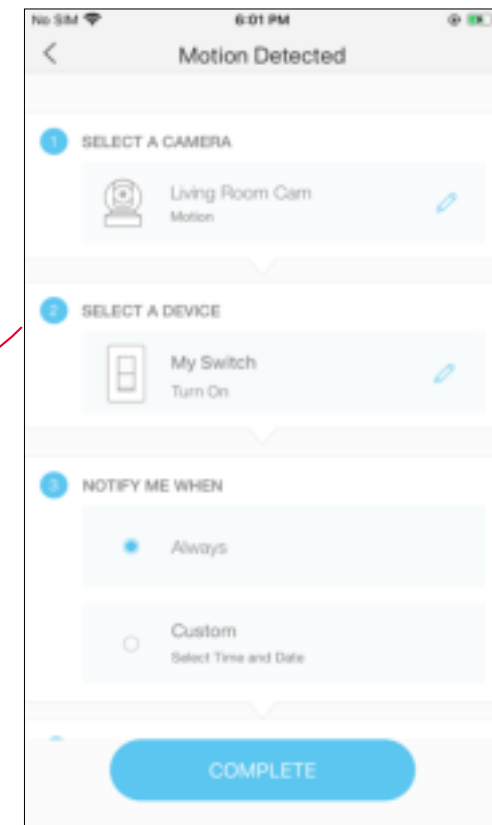 No SIM 6:01 PM
Motion Detected
1 SELECT A CAMERA
Living Room Cam
Motion
2 SELECT A DEVICE
My Switch
Turn On
3 NOTIFY ME WHEN
Always
Custom
Select Time and Date
COMPLETE